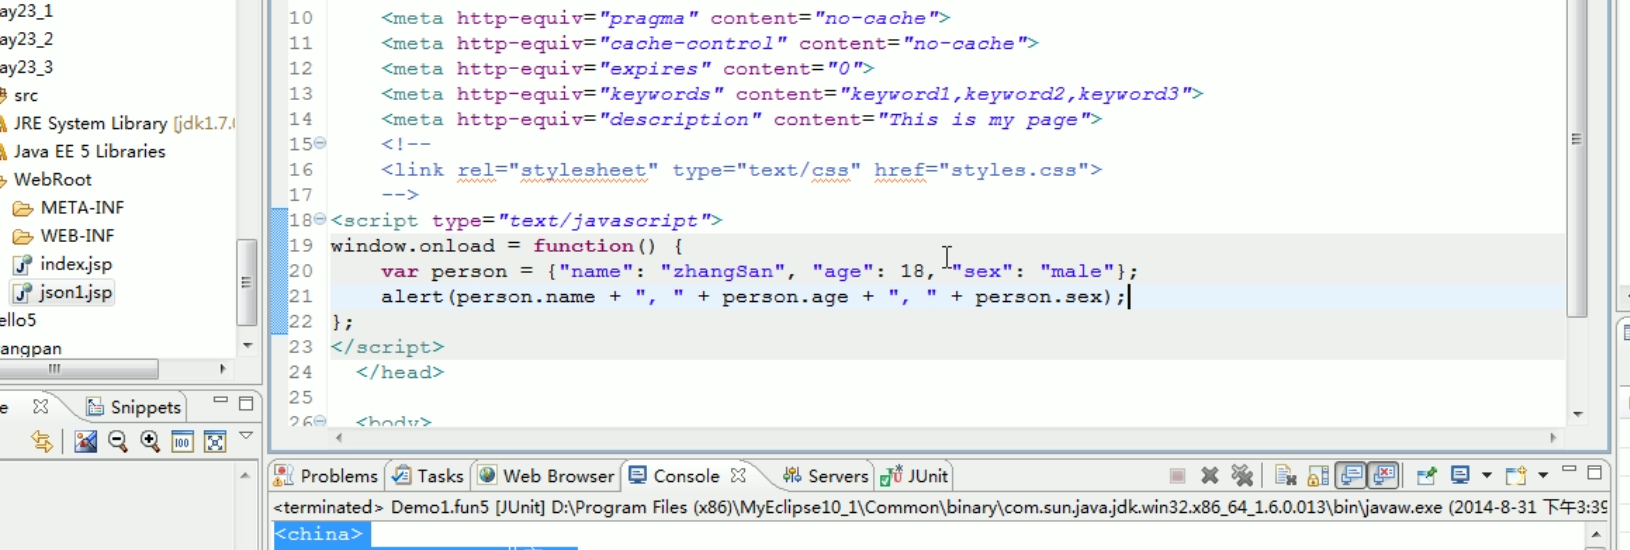 ay23_1
ay23_2
ay23_3
src
JRE System Library [jdk1.7.
Java EE 5 Libraries
WebRoot
META-INF
WEB-INF
index.jsp
json1.jsp
ello5
angpan
10 <meta http-equiv="pragma" content="no-cache">
11 <meta http-equiv="cache-control" content="no-cache">
12 <meta http-equiv="expires" content="0">
13 <meta http-equiv="keywords" content="keyword1,keyword2,keyword3">
14 <meta http-equiv="description" content="This is my page">
15 <!--
16 <link rel="stylesheet" type="text/css" href="styles.css">
17 -->
18 <script type="text/javascript">
19 window.onload = function() {
20 var person = {"name": "zhangSan", "age": 18, "sex": "male"};
21 alert(person.name + ", " + person.age + ", " + person.sex);
22 };
23 </script>
24 </head>
25
26 <body>
e Snippets
100
Problems Tasks Web Browser Console Servers JUnit
<terminated> Demo1.fun5 [JUnit] D:\Program Files (x86)\MyEclipse10_1\Common\binary\com.sun.java.jdk.win32.x86_64_1.6.0.013\bin\javaw.exe (2014-8-31 下午3:39
<china>